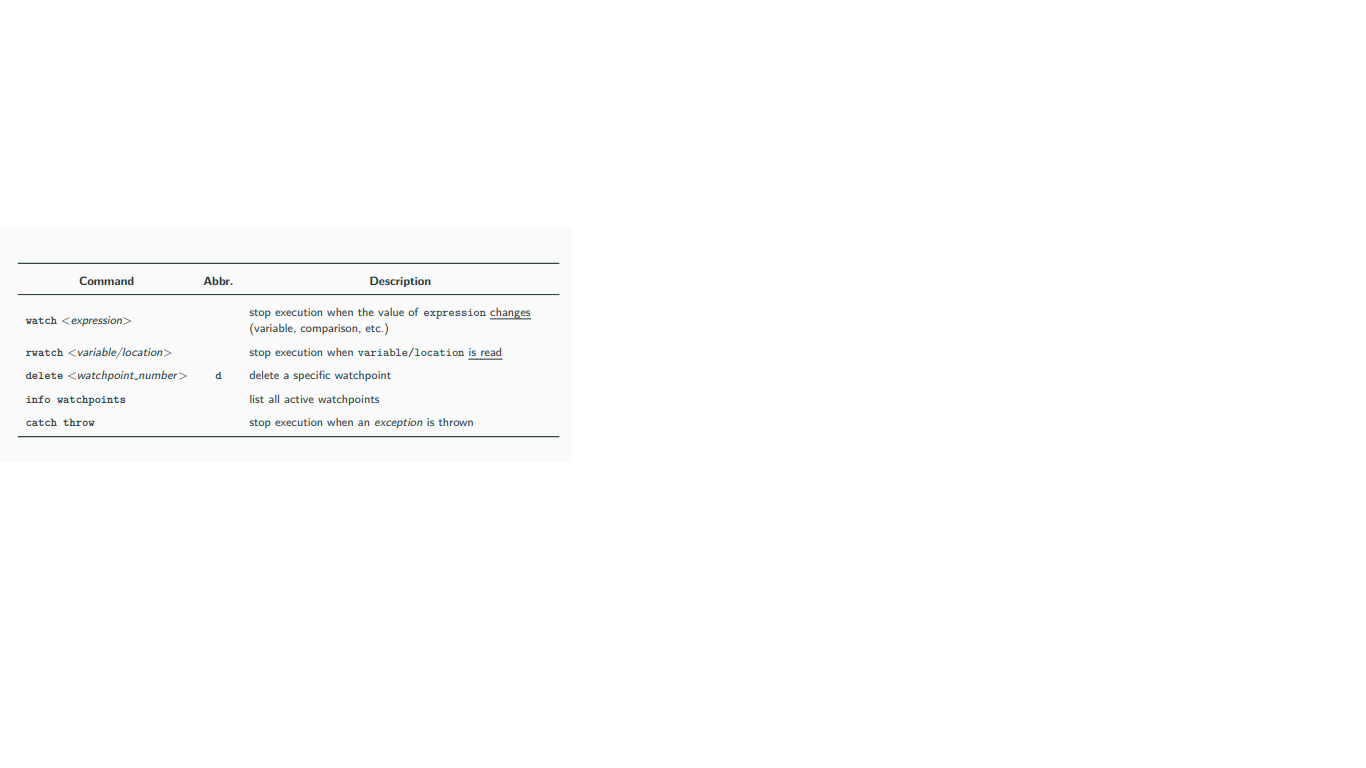 Command Abbr. Description
watch <expression> stop execution when the value of expression changes
(variable, comparison, etc.)
rwatch <variable/location> stop execution when variable/location is read
delete <watchpoint_number> d delete a specific watchpoint
info watchpoints list all active watchpoints
catch throw stop execution when an exception is thrown